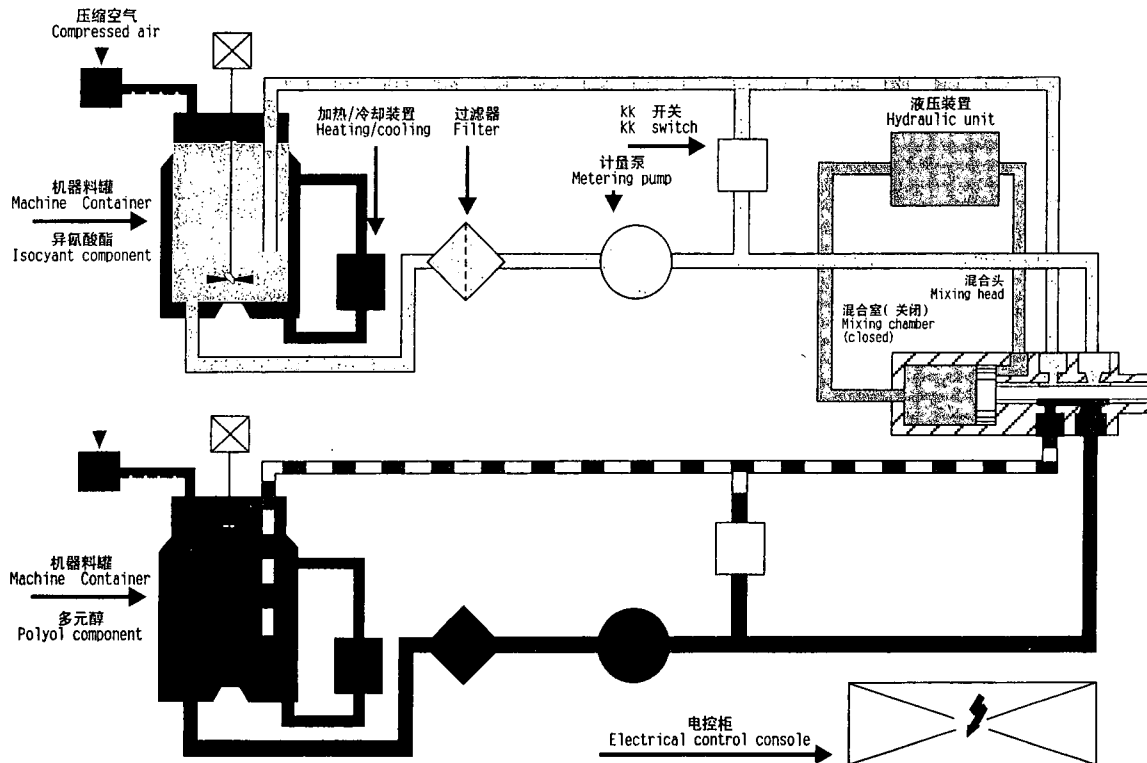 压缩空气
Compressed air
加热/冷却装置
Heating/cooling
过滤器
Filter
kk 开关
kk switch
计量泵
Metering pump
液压装置
Hydraulic unit
机器料罐
Machine Container
异氰酸酯
Isocyant component
混合头
Mixing head
混合室(关闭)
Mixing chamber
(closed)
机器料罐
Machine Container
多元醇
Polyol component
电控柜
Electrical control console